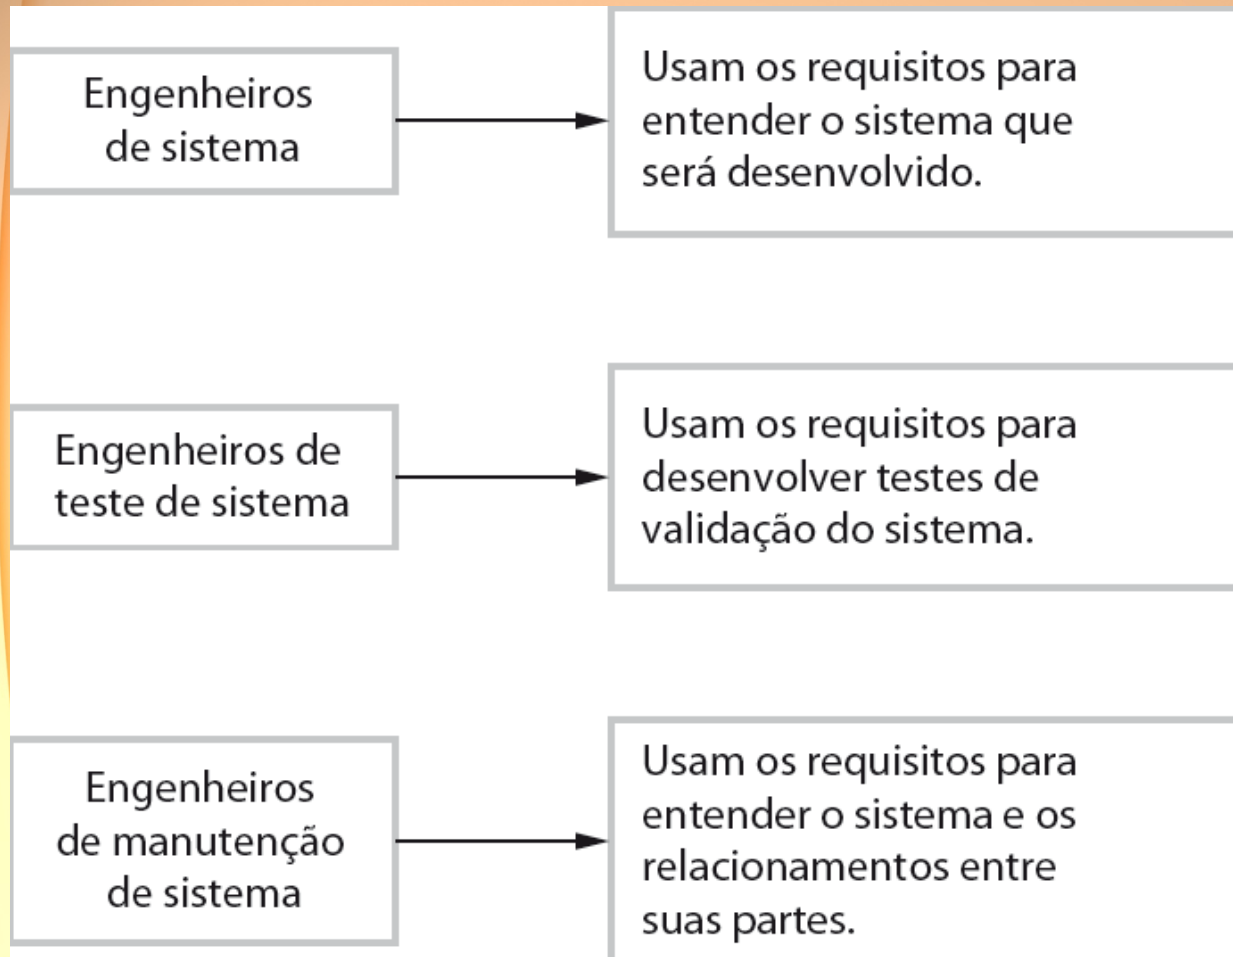 Engenheiros
de sistema
Usam os requisitos para
entender o sistema que
será desenvolvido.
Engenheiros de
teste de sistema
Usam os requisitos para
desenvolver testes de
validação do sistema.
Engenheiros
de manutenção
de sistema
Usam os requisitos para
entender o sistema e os
relacionamentos entre
suas partes.